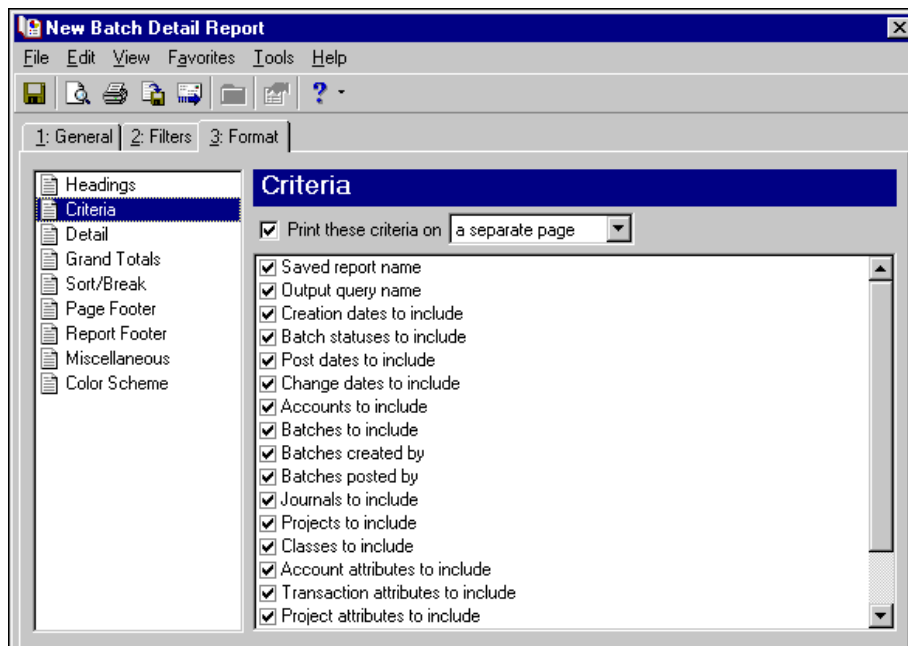 New Batch Detail Report
File Edit View Favorites Tools Help
?
1: General 2: Filters 3: Format
Headings
Criteria
Detail
Grand Totals
Sort/Break
Page Footer
Report Footer
Miscellaneous
Color Scheme
Criteria
Print these criteria on a separate page
Saved report name
Output query name
Creation dates to include
Batch statuses to include
Post dates to include
Change dates to include
Accounts to include
Batches to include
Batches created by
Batches posted by
Journals to include
Projects to include
Classes to include
Account attributes to include
Transaction attributes to include
Project attributes to include